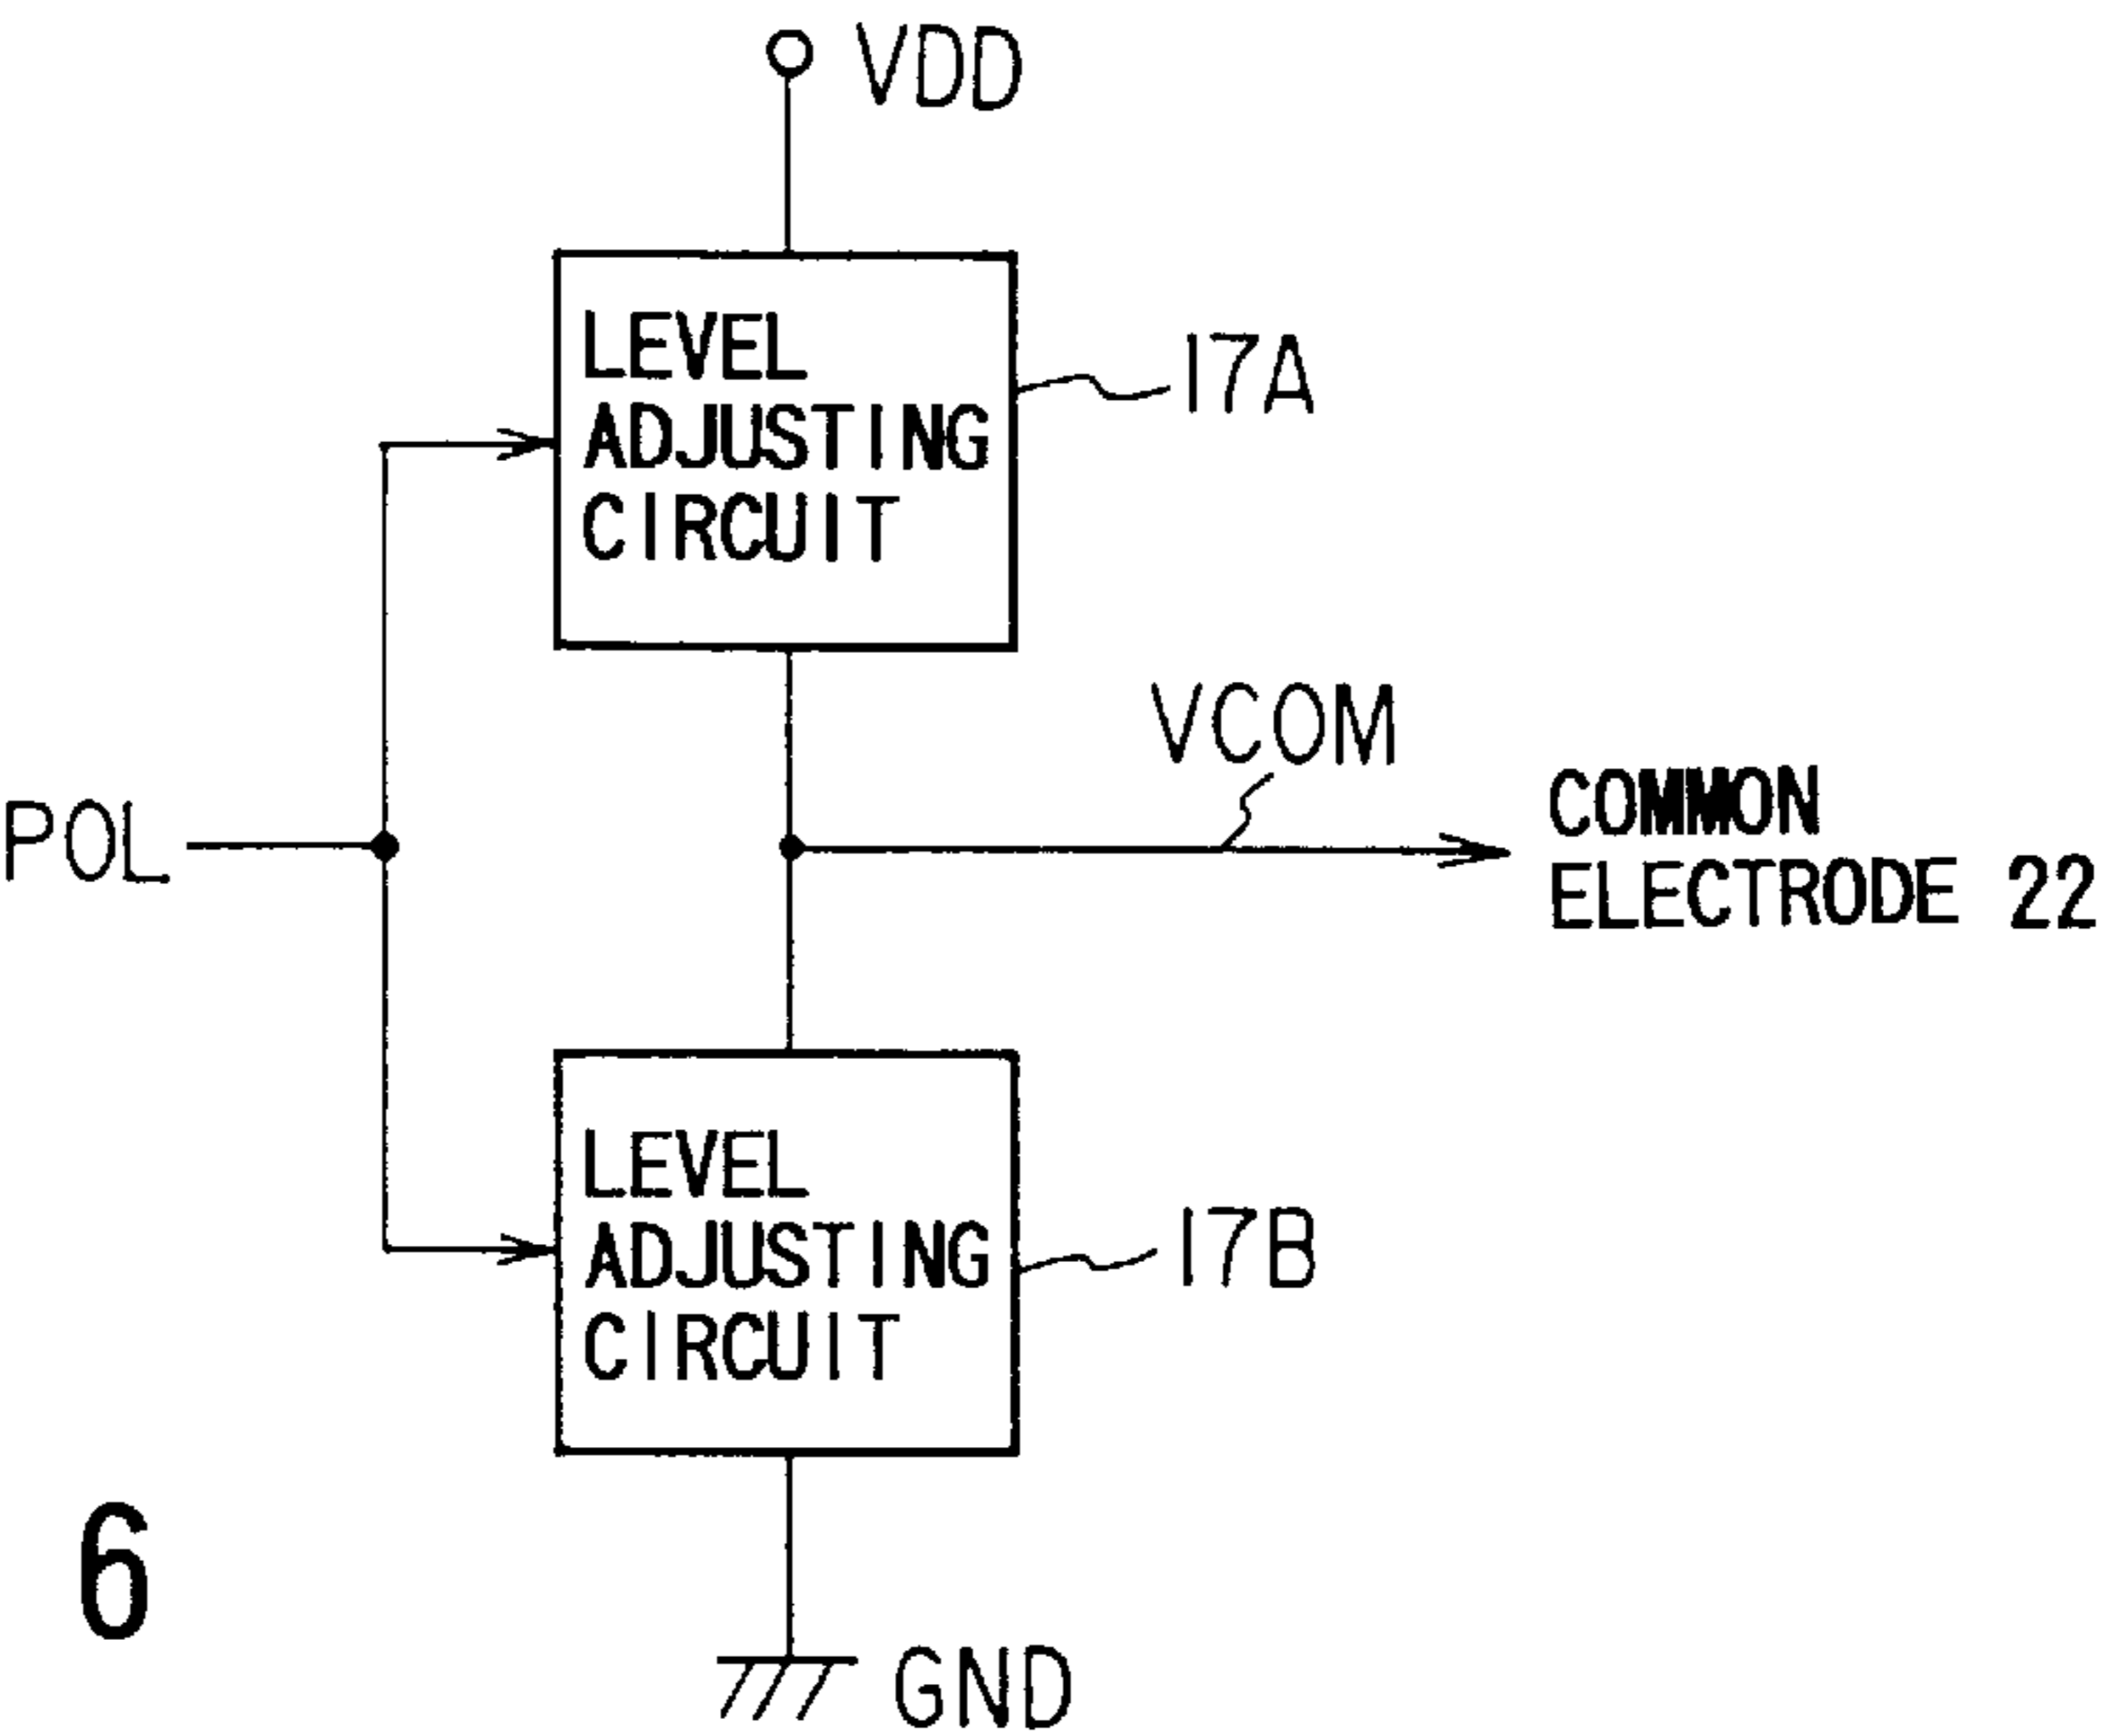 VDD
LEVEL
ADJUSTING
CIRCUIT
17A
VCOM
POL
COMMON
ELECTRODE 22
LEVEL
ADJUSTING
CIRCUIT
17B
6
GND